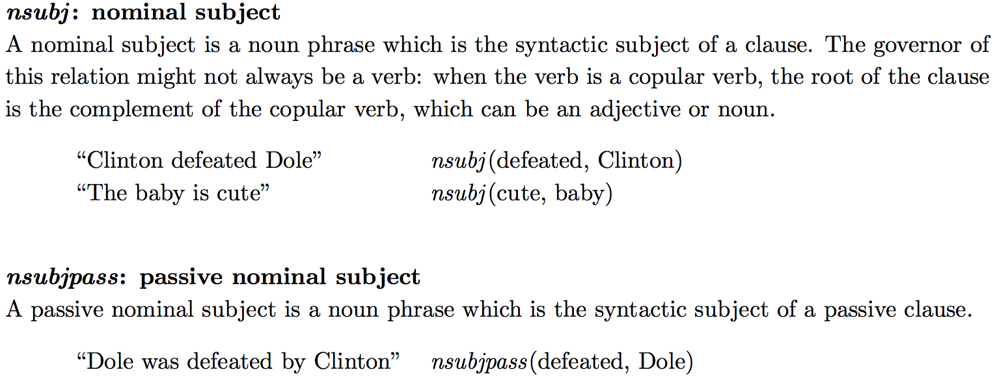 nsubj: nominal subject
A nominal subject is a noun phrase which is the syntactic subject of a clause. The governor of
this relation might not always be a verb: when the verb is a copular verb, the root of the clause
is the complement of the copular verb, which can be an adjective or noun.
“Clinton defeated Dole” nsubj(defeated, Clinton)
“The baby is cute” nsubj(cute, baby)
nsubjpass: passive nominal subject
A passive nominal subject is a noun phrase which is the syntactic subject of a passive clause.
“Dole was defeated by Clinton” nsubjpass(defeated, Dole)